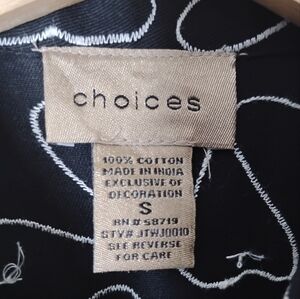 choices
100% COTTON
MADE IN INDIA
EXCLUSIVE OF
DECORATION
S
RN # 58719
STY# JTWJ0010
SEE REVERSE
FOR CARE